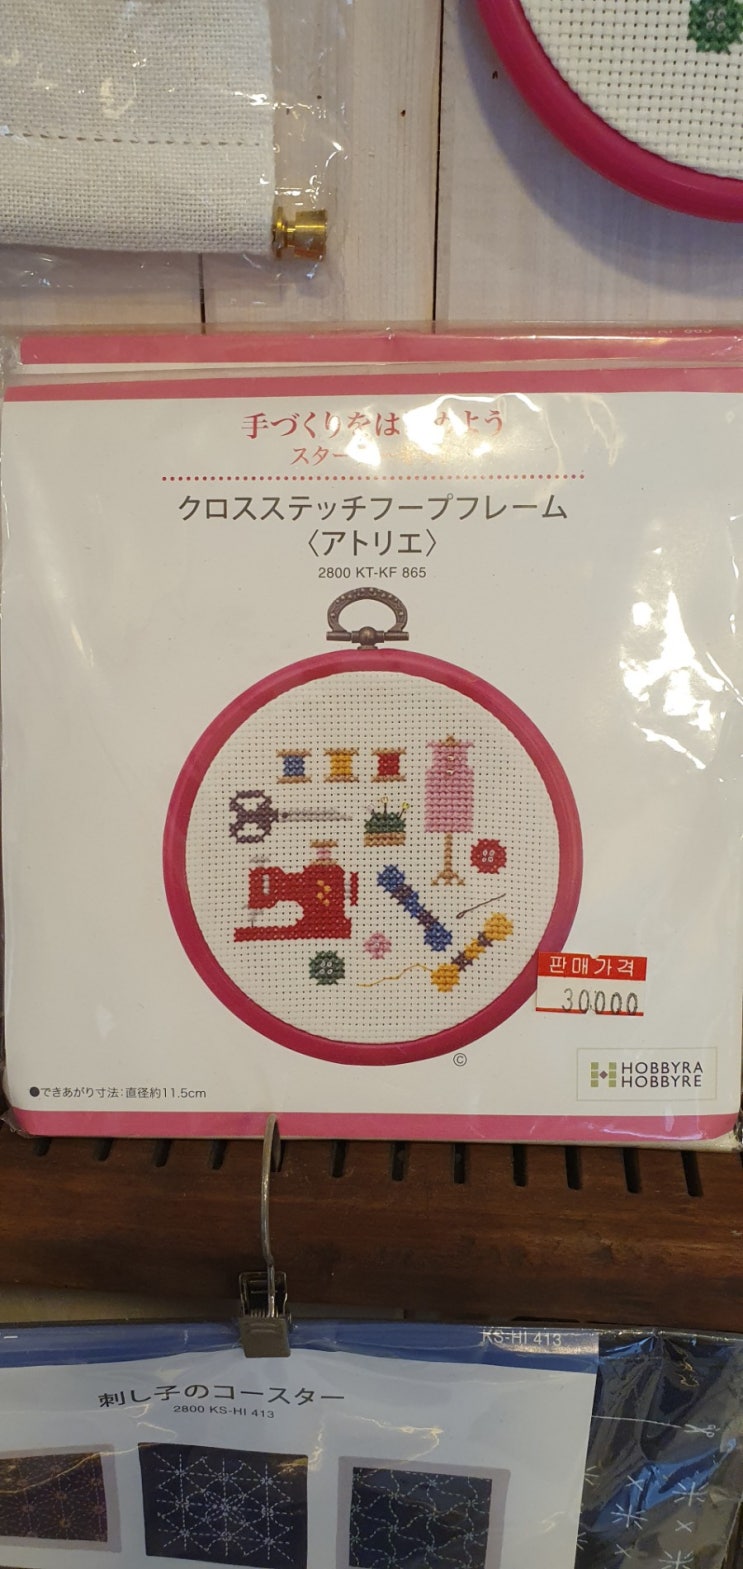 手づくりをは
スター
クロスステッチフープフレーム
〈アトリエ〉
2800 KT-KF 865
판매가격
30000
©
HOBBYRA
HOBBYRE
●できあがり寸法:直径約11.5cm
KS-HI 413
刺し子のコースター
2800 KS-HI 413